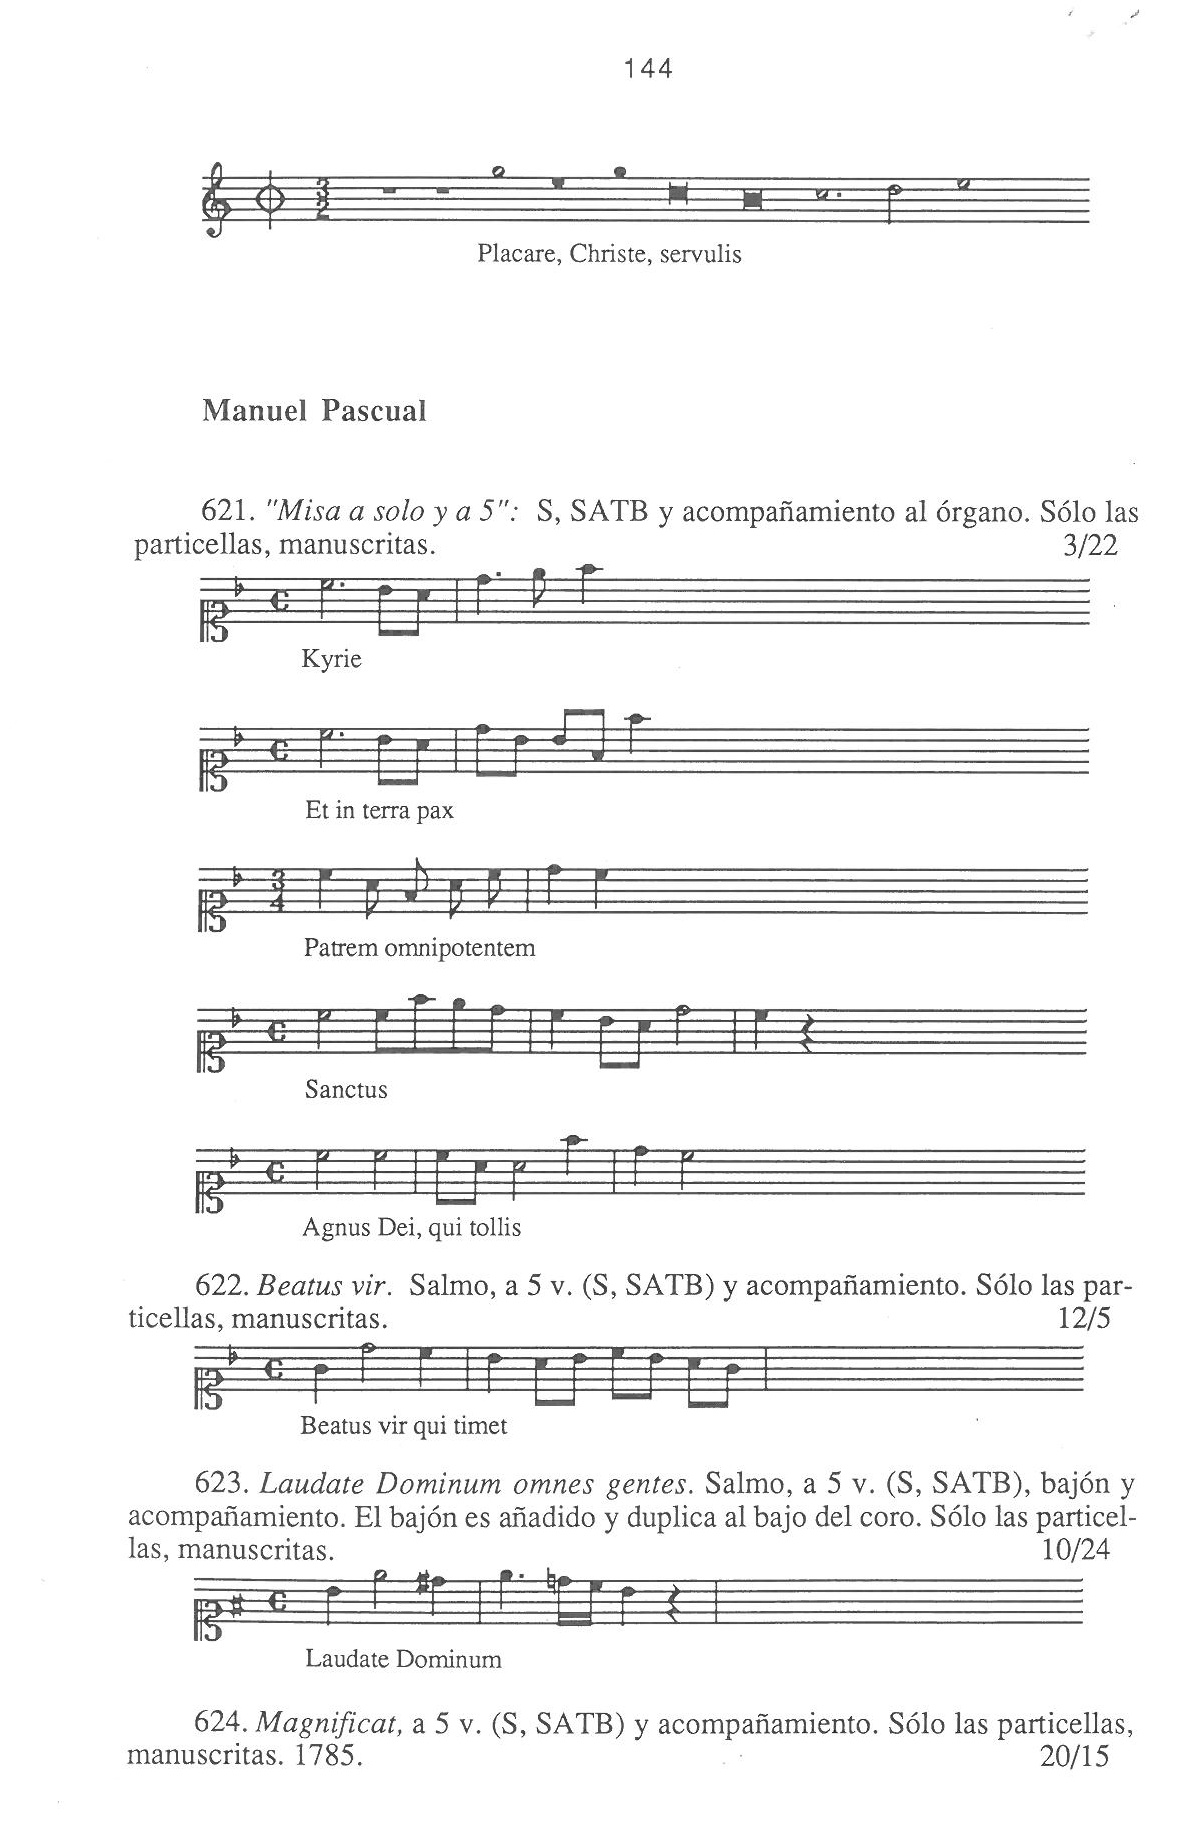 144
Placare, Christe, servulis
Manuel Pascual
621. "Misa a solo y a 5": S, SATB y acompañamiento al órgano. Sólo las
particellas, manuscritas. 3/22
Kyrie
Et in terra pax
Patrem omnipotentem
Sanctus
Agnus Dei, qui tollis
622. Beatus vir. Salmo, a 5 v. (S, SATB) y acompañamiento. Sólo las par-
ticellas, manuscritas. 12/5
Beatus vir qui timet
623. Laudate Dominum omnes gentes. Salmo, a 5 v. (S, SATB), bajón y
acompañamiento. El bajón es añadido y duplica al bajo del coro. Sólo las particel-
las, manuscritas. 10/24
Laudate Dominum
624. Magnificat, a 5 v. (S, SATB) y acompañamiento. Sólo las particellas,
manuscritas. 1785. 20/15